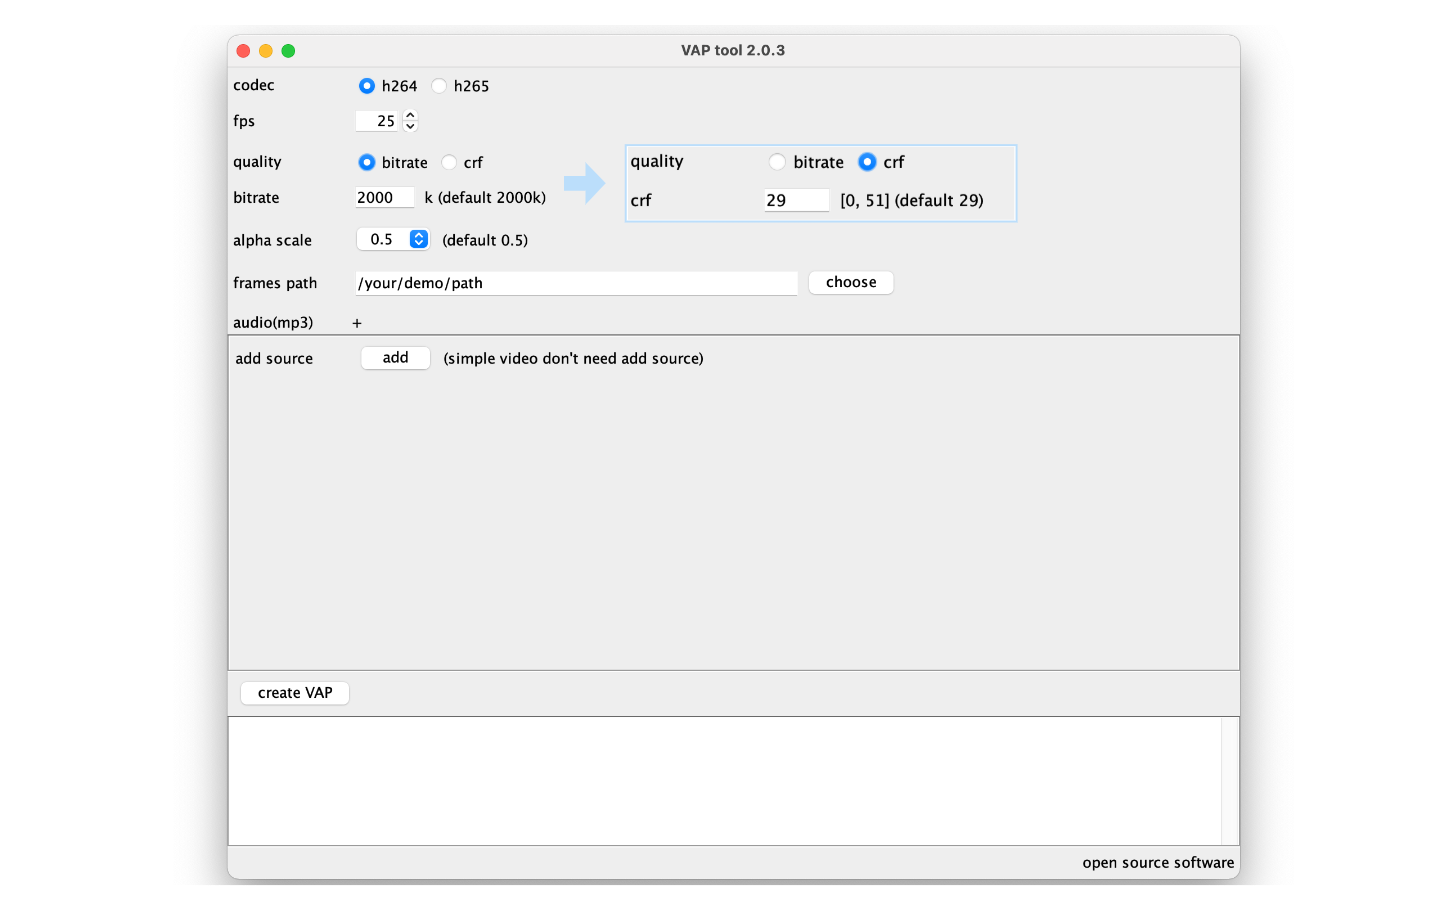 VAP tool 2.0.3
codec h264 h265
fps 25
quality bitrate crf
bitrate 2000 k (default 2000k)
quality bitrate crf
crf 29 [0, 51] (default 29)
alpha scale 0.5 (default 0.5)
frames path /your/demo/path choose
audio(mp3) +
add source add (simple video don't need add source)
create VAP
open source software